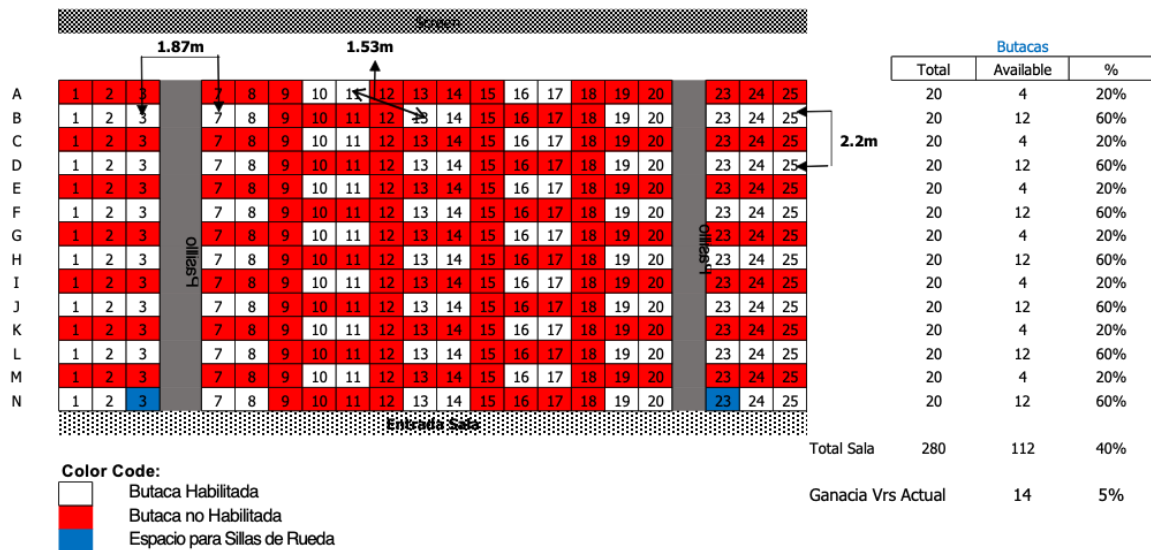 Screen
1.87m 1.53m Butacas
Total Available %
A 1 2 3 7 8 9 10 11 12 13 14 15 16 17 18 19 20 23 24 25 20 4 20%
B 1 2 3 7 8 9 10 11 12 13 14 15 16 17 18 19 20 23 24 25 20 12 60%
C 1 2 3 7 8 9 10 11 12 13 14 15 16 17 18 19 20 23 24 25 2.2m 20 4 20%
D 1 2 3 7 8 9 10 11 12 13 14 15 16 17 18 19 20 23 24 25 20 12 60%
E 1 2 3 7 8 9 10 11 12 13 14 15 16 17 18 19 20 23 24 25 20 4 20%
F 1 2 3 7 8 9 10 11 12 13 14 15 16 17 18 19 20 23 24 25 20 12 60%
G 1 2 3 7 8 9 10 11 12 13 14 15 16 17 18 19 20 23 24 25 20 4 20%
Pasillo Pasillo
H 1 2 3 7 8 9 10 11 12 13 14 15 16 17 18 19 20 23 24 25 20 12 60%
I 1 2 3 7 8 9 10 11 12 13 14 15 16 17 18 19 20 23 24 25 20 4 20%
J 1 2 3 7 8 9 10 11 12 13 14 15 16 17 18 19 20 23 24 25 20 12 60%
K 1 2 3 7 8 9 10 11 12 13 14 15 16 17 18 19 20 23 24 25 20 4 20%
L 1 2 3 7 8 9 10 11 12 13 14 15 16 17 18 19 20 23 24 25 20 12 60%
M 1 2 3 7 8 9 10 11 12 13 14 15 16 17 18 19 20 23 24 25 20 4 20%
N 1 2 3 7 8 9 10 11 12 13 14 15 16 17 18 19 20 23 24 25 20 12 60%
Entrada Sala
Total Sala 280 112 40%
Color Code:
Butaca Habilitada
Ganacia Vrs Actual 14 5%
Butaca no Habilitada
Espacio para Sillas de Rueda